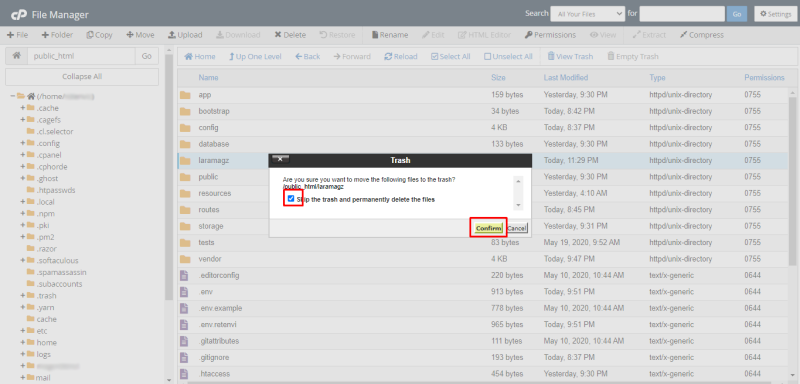 cP File Manager
Search All Your Files for Go Settings
File Folder Copy Move Upload Download Delete Restore Rename Edit HTML Editor Permissions View Extract Compress
public_html Go
Home Up One Level Back Forward Reload Select All Unselect All View Trash Empty Trash
Collapse All
(/home
.cache
.cagefs
.cl.selector
.config
.cpanel
.cphorde
.ghost
.htpasswds
.local
.npm
.pki
.pm2
.razor
.softaculous
.spamassassin
.subaccounts
.trash
.yarn
cache
etc
home
logs
mail
Name Size Last Modified Type Permissions
app 159 bytes Yesterday, 9:30 PM httpd/unix-directory 0755
bootstrap 34 bytes Today, 8:42 PM httpd/unix-directory 0755
config 4 KB Today, 8:37 PM httpd/unix-directory 0755
database 133 bytes Yesterday, 9:30 PM httpd/unix-directory 0755
laramagz Today, 11:29 PM httpd/unix-directory 0755
public Yesterday, 9:30 PM httpd/unix-directory 0755
resources Yesterday, 4:10 AM httpd/unix-directory 0755
routes Today, 8:45 PM httpd/unix-directory 0755
storage Yesterday, 9:31 PM httpd/unix-directory 0755
tests 83 bytes May 19, 2020, 9:52 AM httpd/unix-directory 0755
vendor 4 KB Today, 9:47 PM httpd/unix-directory 0755
.editorconfig 220 bytes May 10, 2020, 10:44 AM text/x-generic 0644
.env 913 bytes Today, 9:51 PM text/x-generic 0644
.env.example 778 bytes May 10, 2020, 10:44 AM text/x-generic 0644
.env.retenvi 965 bytes Today, 9:51 PM text/x-generic 0644
.gitattributes 111 bytes May 10, 2020, 10:44 AM text/x-generic 0644
.gitignore 193 bytes Today, 8:37 PM text/x-generic 0644
.htaccess 454 bytes Yesterday, 9:30 PM text/x-generic 0644
Trash
Are you sure you want to move the following files to the trash?
/public_html/laramagz
Skip the trash and permanently delete the files
Confirm Cancel